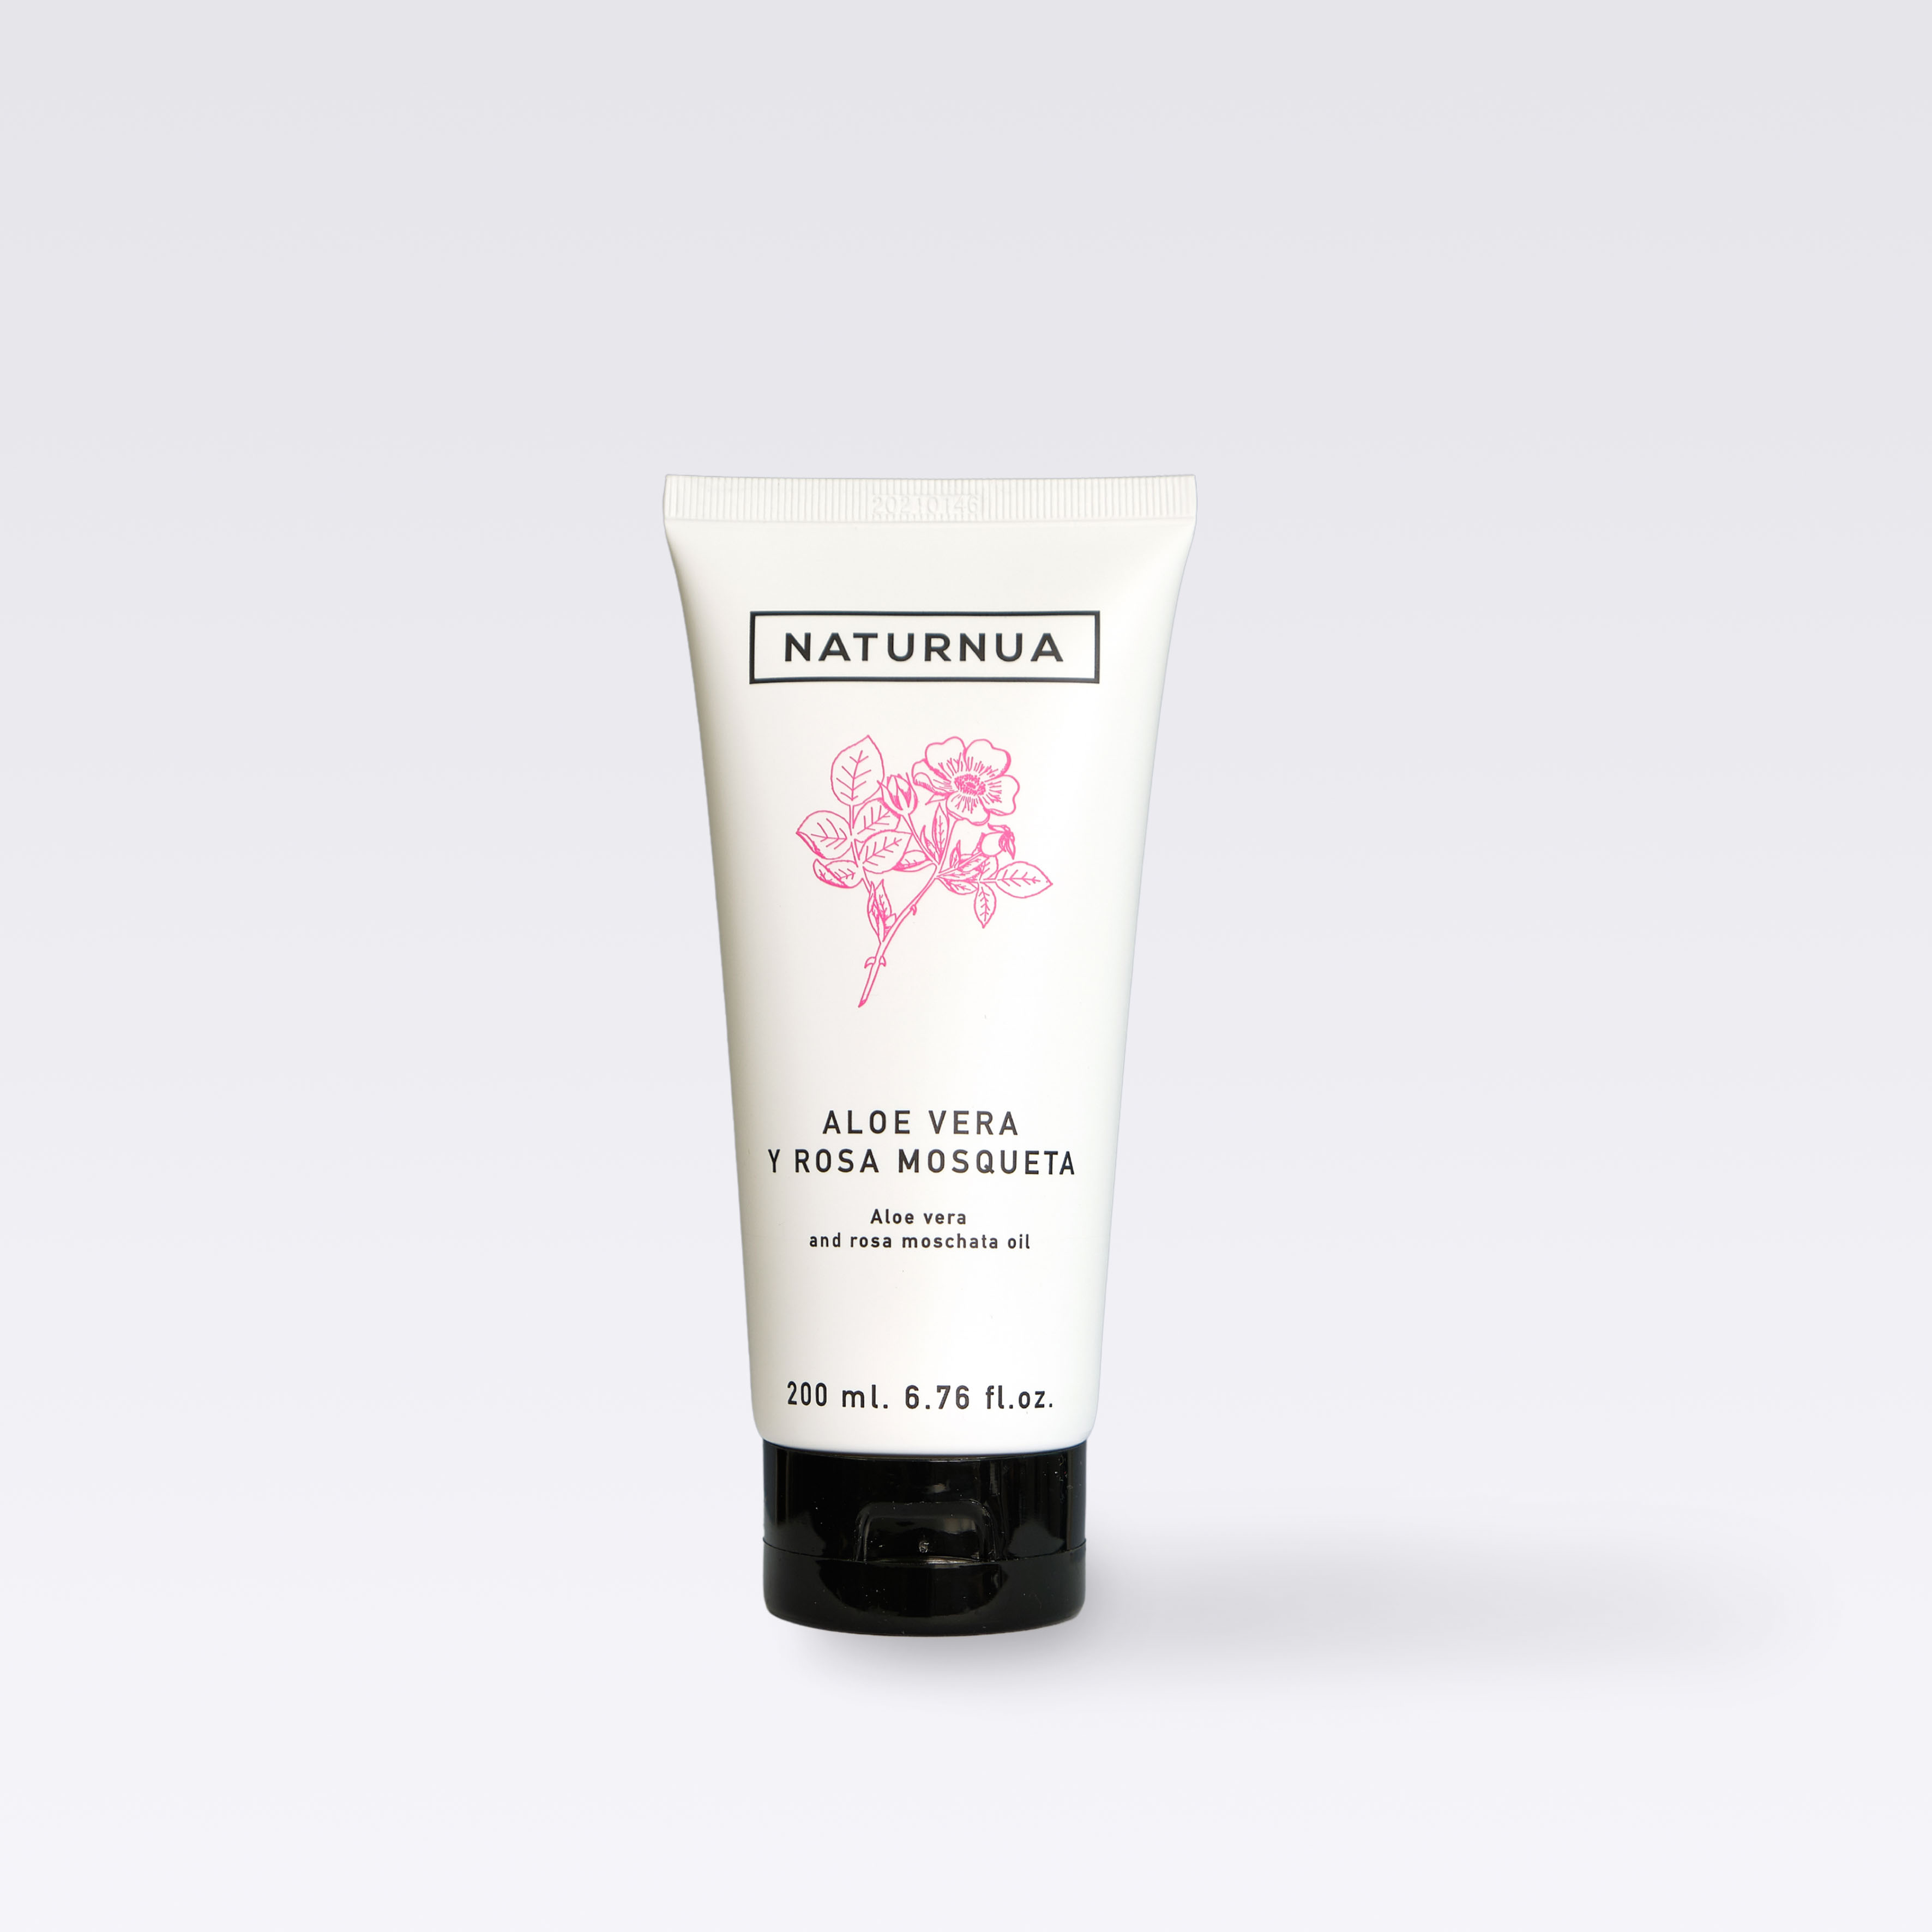 NATURNUA
ALOE VERA
Y ROSA MOSQUETA
Aloe vera
and rosa moschata oil
200 ml. 6.76 fl.oz.